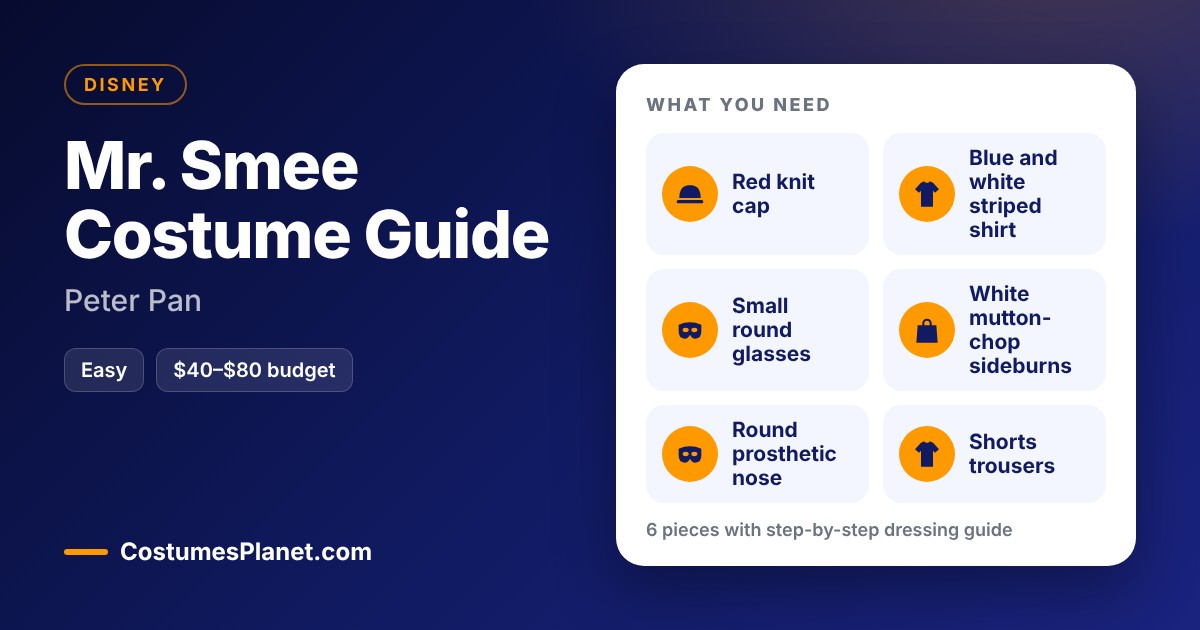 DISNEY
Mr. Smee
Costume Guide
Peter Pan
Easy
$40–$80 budget
CostumesPlanet.com
WHAT YOU NEED
Red knit
cap
Blue and
white
striped
shirt
Small
round
glasses
White
mutton-
chop
sideburns
Round
prosthetic
nose
Shorts
trousers
6 pieces with step-by-step dressing guide